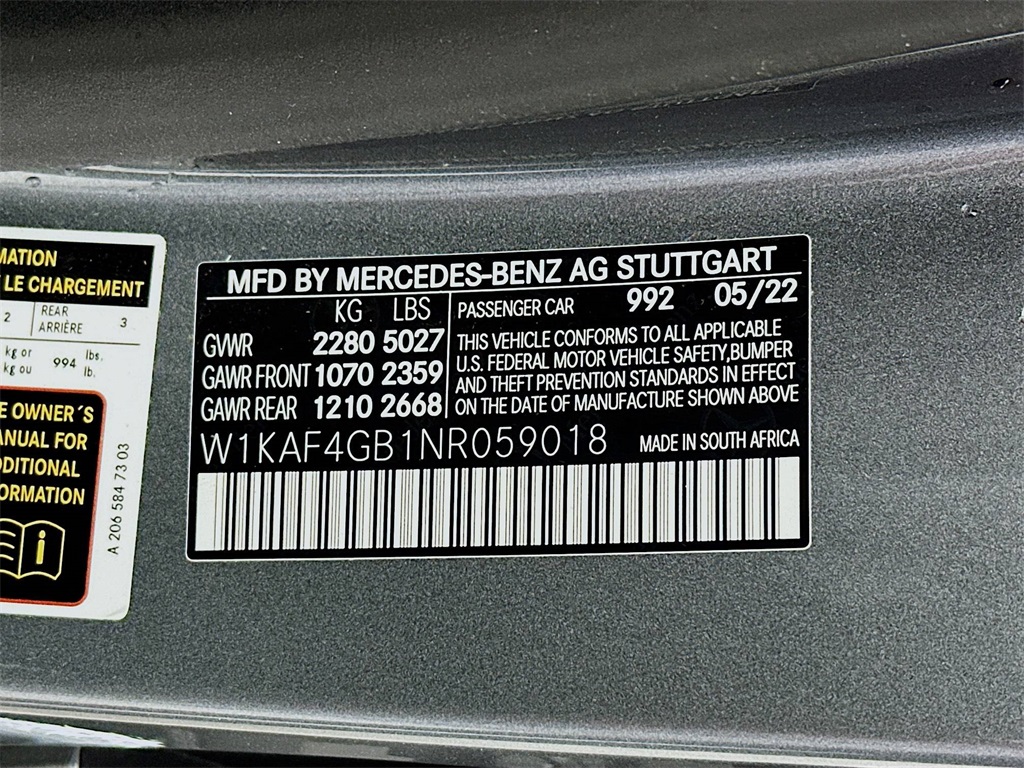 MATION
LE CHARGEMENT
2 REAR ARRIÈRE 3
kg or kg ou 994 lbs. lb.
E OWNER´S
ANUAL FOR
DDITIONAL
FORMATION
i
A 206 584 73 03
MFD BY MERCEDES-BENZ AG STUTTGART
KG LBS
GVWR 2280 5027
GAWR FRONT 1070 2359
GAWR REAR 1210 2668
PASSENGER CAR 992 05/22
THIS VEHICLE CONFORMS TO ALL APPLICABLE
U.S. FEDERAL MOTOR VEHICLE SAFETY,BUMPER
AND THEFT PREVENTION STANDARDS IN EFFECT
ON THE DATE OF MANUFACTURE SHOWN ABOVE
W1KAF4GB1NR059018 MADE IN SOUTH AFRICA